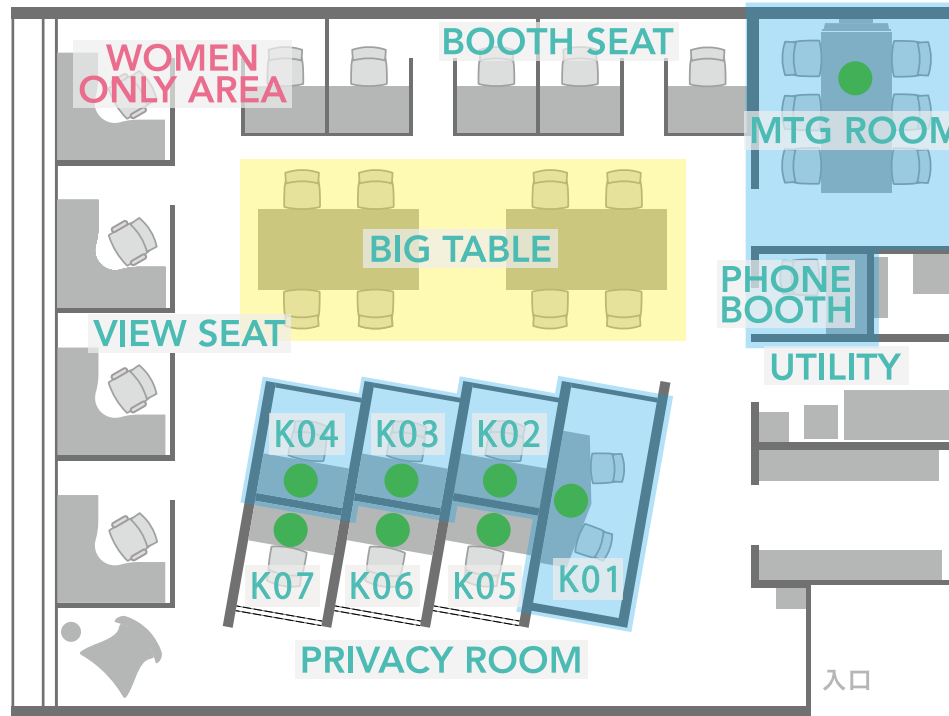 BOOTH SEAT
WOMEN
ONLY AREA
MTG ROOM
BIG TABLE
PHONE
BOOTH
VIEW SEAT
UTILITY
K04
K03
K02
K01
K07
K06
K05
PRIVACY ROOM
入口